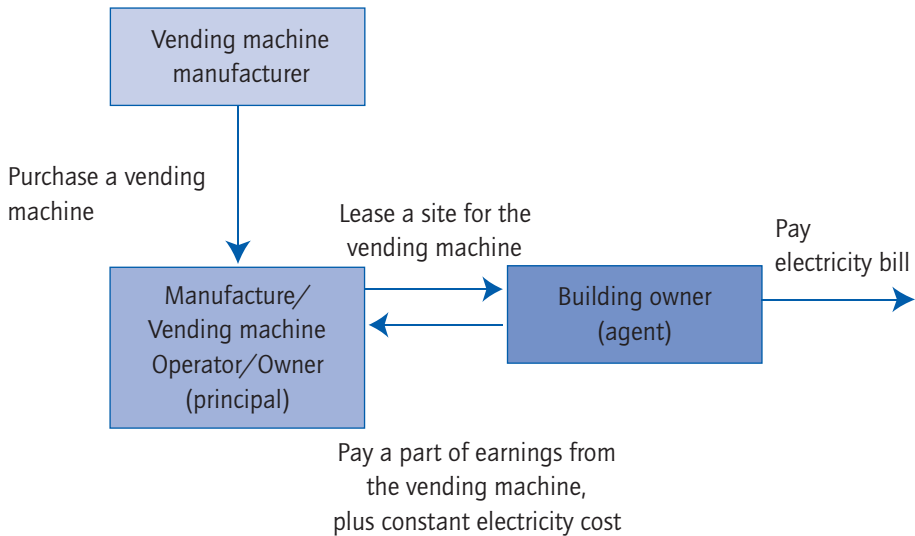 Vending machine
manufacturer
Purchase a vending
machine
Lease a site for the
vending machine
Pay
electricity bill
Manufacture/
Vending machine
Operator/Owner
(principal)
Building owner
(agent)
Pay a part of earnings from
the vending machine,
plus constant electricity cost